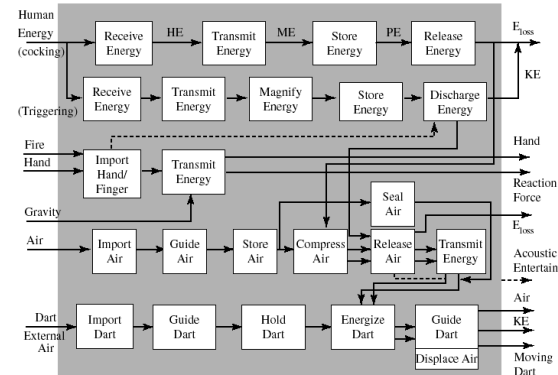 Human
Energy
(cocking)
Receive
Energy
HE
Transmit
Energy
ME
Store
Energy
PE
Release
Energy
Eloss
KE
(Triggering)
Receive
Energy
Transmit
Energy
Magnify
Energy
Store
Energy
Discharge
Energy
Fire
Hand
Import
Hand/
Finger
Transmit
Energy
Hand
Reaction
Force
Gravity
Seal
Air
Eloss
Air
Import
Air
Guide
Air
Store
Air
Compress
Air
Release
Air
Transmit
Energy
Acoustic
Entertain
Dart
External
Air
Import
Dart
Guide
Dart
Hold
Dart
Energize
Dart
Guide
Dart
Displace Air
Air
KE
Moving
Dart